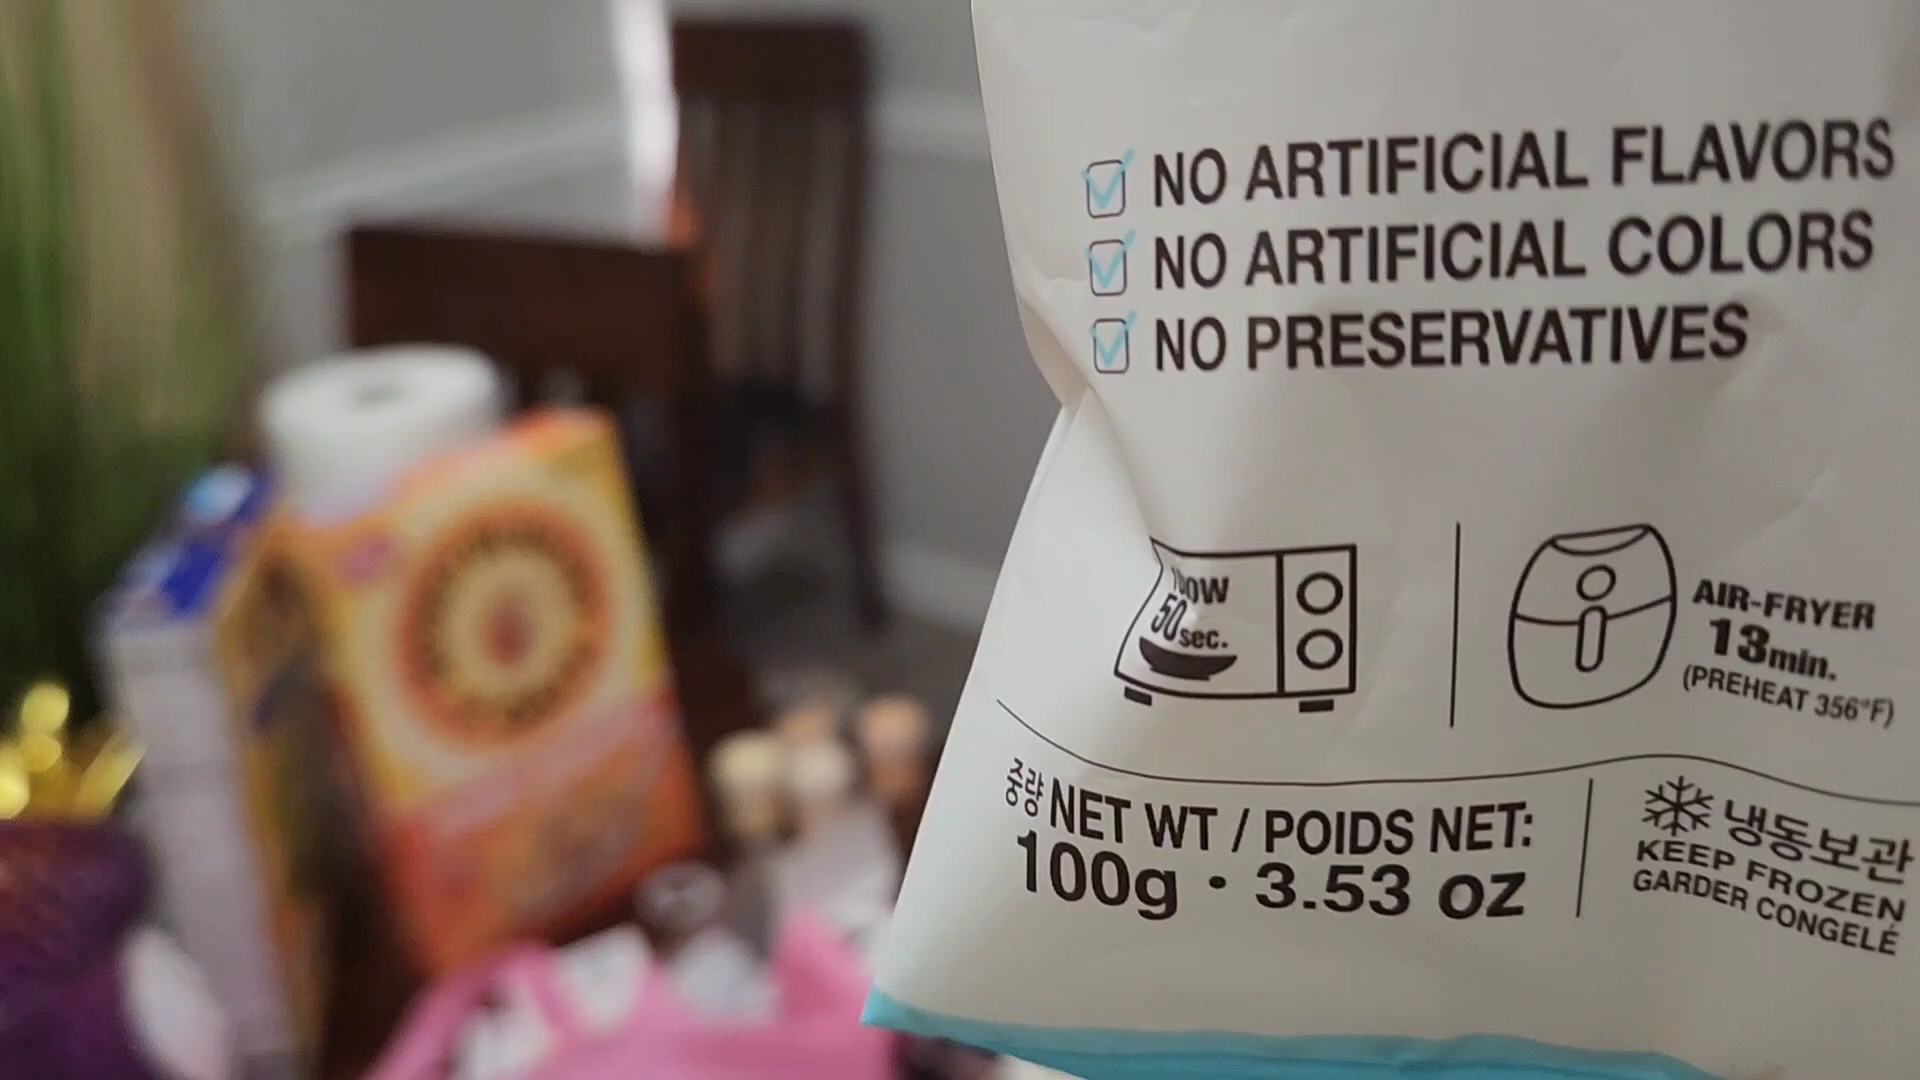 NO ARTIFICIAL FLAVORS
NO ARTIFICIAL COLORS
NO PRESERVATIVES
50sec.
AIR-FRYER
13min.
(PREHEAT 356°F)
중량 NET WT / POIDS NET:
100g · 3.53 oz
냉동보관
KEEP FROZEN
GARDER CONGELÉ